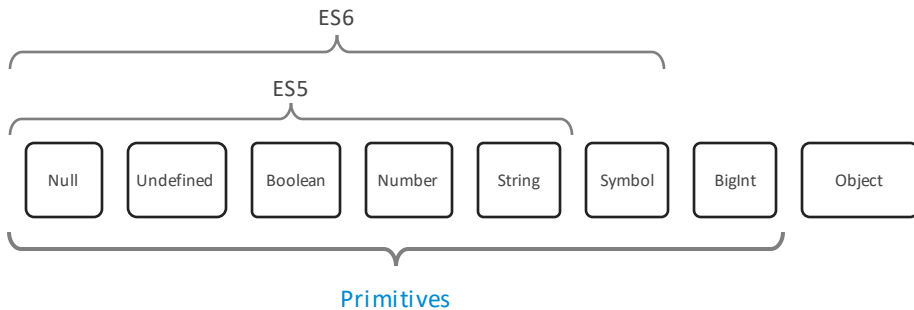 ES6
ES5
Null Undefined Boolean Number String Symbol BigInt Object
Primitives